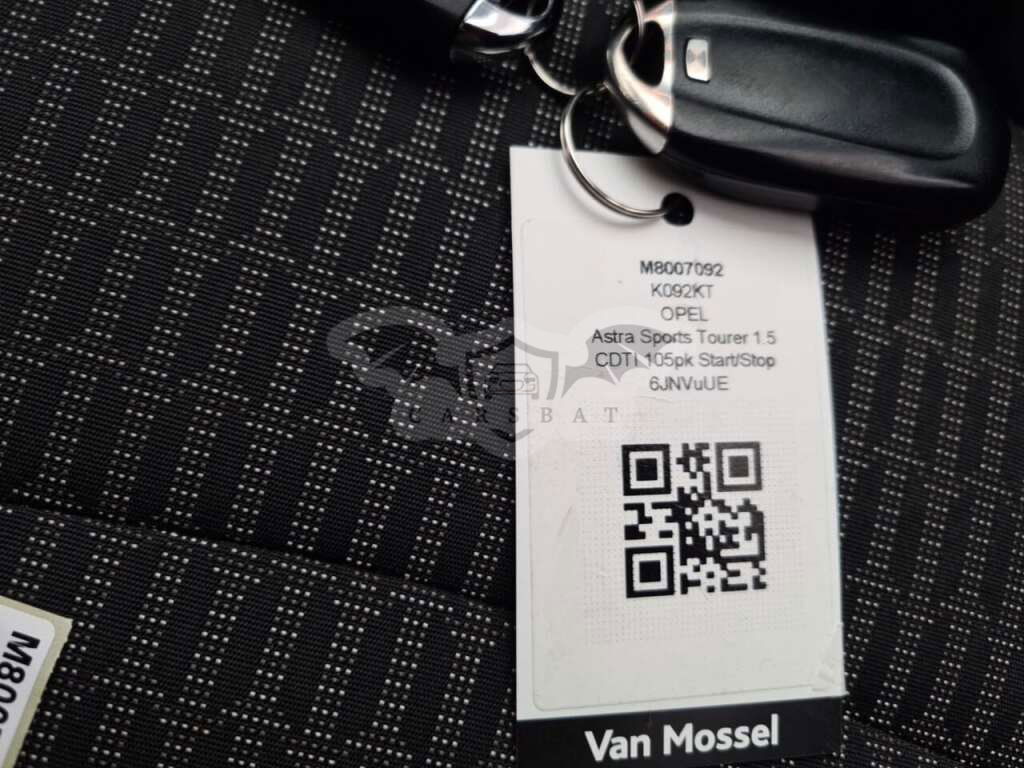 M8007092
K092KT
OPEL
Astra Sports Tourer 1.5
CDTI 105pk Start/Stop
6JNVuUE
CARSBAT
Van Mossel